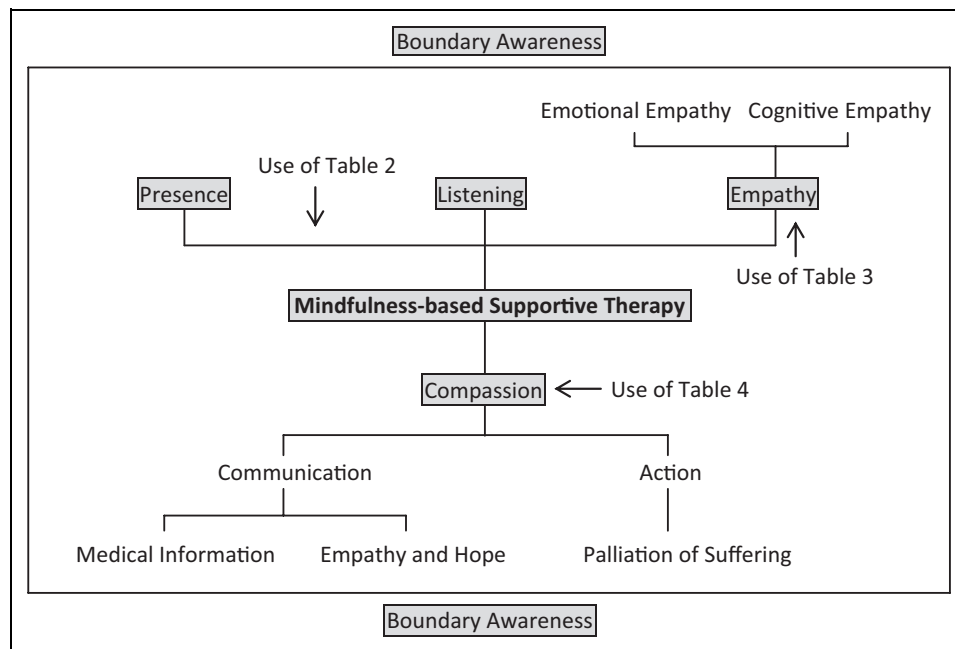 Boundary Awareness
Emotional Empathy
Cognitive Empathy
Use of Table 2
Presence
Listening
Empathy
Use of Table 3
Mindfulness-based Supportive Therapy
Compassion
Use of Table 4
Communication
Action
Medical Information
Empathy and Hope
Palliation of Suffering
Boundary Awareness